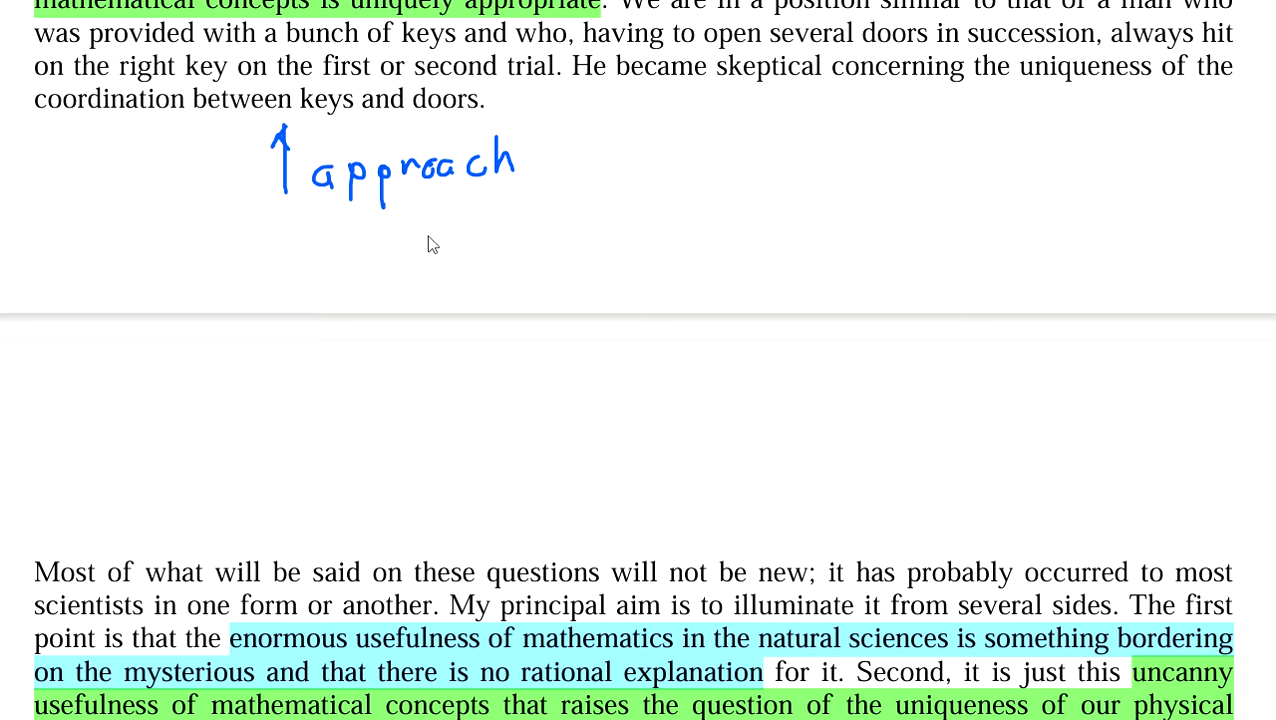 mathematical concepts is uniquely appropriate. We are in a position similar to that of a man who
was provided with a bunch of keys and who, having to open several doors in succession, always hit
on the right key on the first or second trial. He became skeptical concerning the uniqueness of the
coordination between keys and doors.
approach
Most of what will be said on these questions will not be new; it has probably occurred to most
scientists in one form or another. My principal aim is to illuminate it from several sides. The first
point is that the enormous usefulness of mathematics in the natural sciences is something bordering
on the mysterious and that there is no rational explanation for it. Second, it is just this uncanny
usefulness of mathematical concepts that raises the question of the uniqueness of our physical